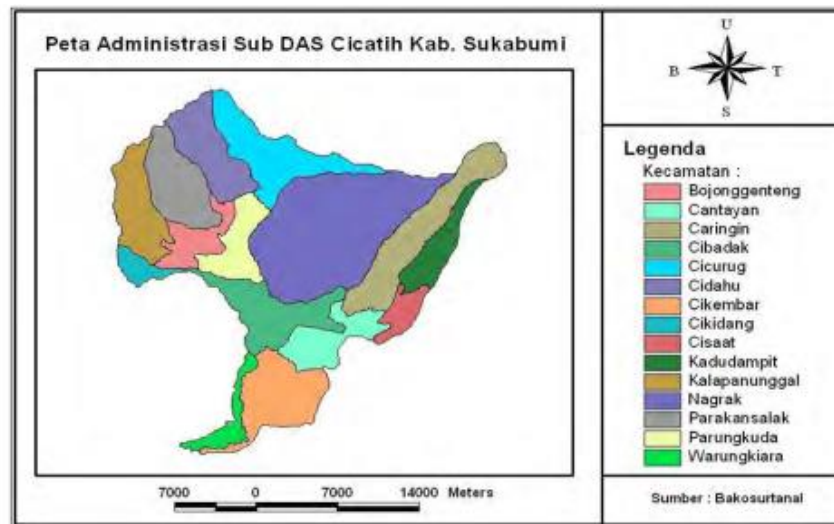 Peta Administrasi Sub DAS Cicatih Kab. Sukabumi
U
B T
S
Legenda
Kecamatan :
Bojonggenteng
Cantayan
Caringin
Cibadak
Cicurug
Cidahu
Cikembar
Cikidang
Cisaat
Kadudampit
Kalapanunggal
Nagrak
Parakansalak
Parungkuda
Warungkiara
7000 0 7000 14000 Meters
Sumber : Bakosurtanal